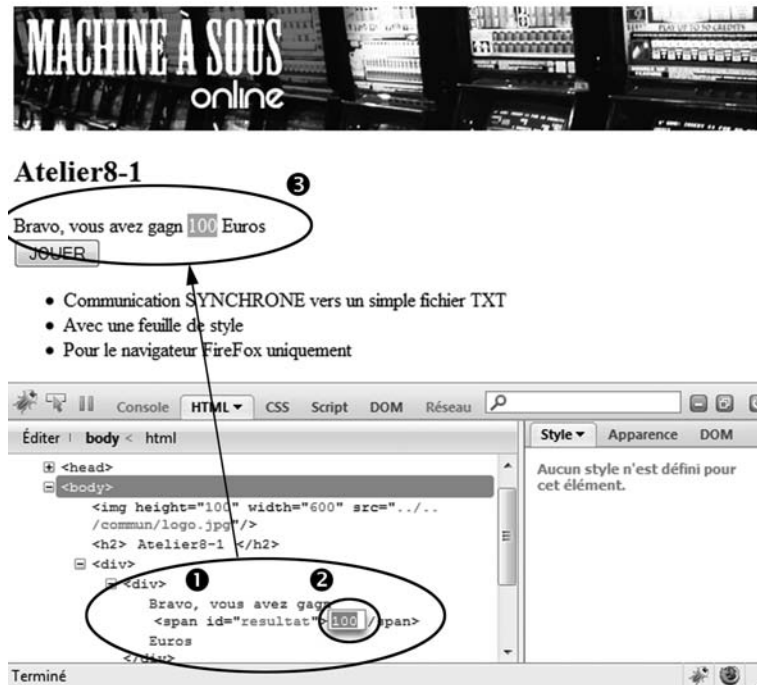 MACHINE À SOUS
online
Atelier8-1
❸
Bravo, vous avez gagn 100 Euros
JOUER
• Communication SYNCHRONE vers un simple fichier TXT
• Avec une feuille de style
• Pour le navigateur FireFox uniquement
Console HTML CSS Script DOM Réseau
Éditer body < html
Style Apparence DOM
<head>
<body>
<img height="100" width="600" src="../..
/commun/logo.jpg"/>
<h2> Atelier8-1 </h2>
<div>
<div>
❶ ❷
Bravo, vous avez gagn
<span id="resultat">100</span>
Euros
</div>
Aucun style n'est défini pour
cet élément.
Terminé